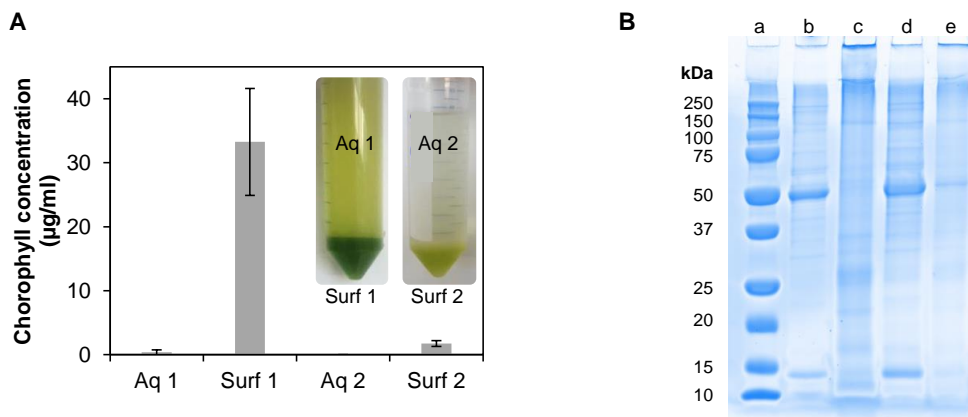 A
Chorophyll concentration
(µg/ml)
40
30
20
10
0
Aq 1
Surf 1
Aq 2
Surf 2
Aq 1
Aq 2
Surf 1
Surf 2
B
a b c d e
kDa
250
150
100
75
50
37
25
20
15
10